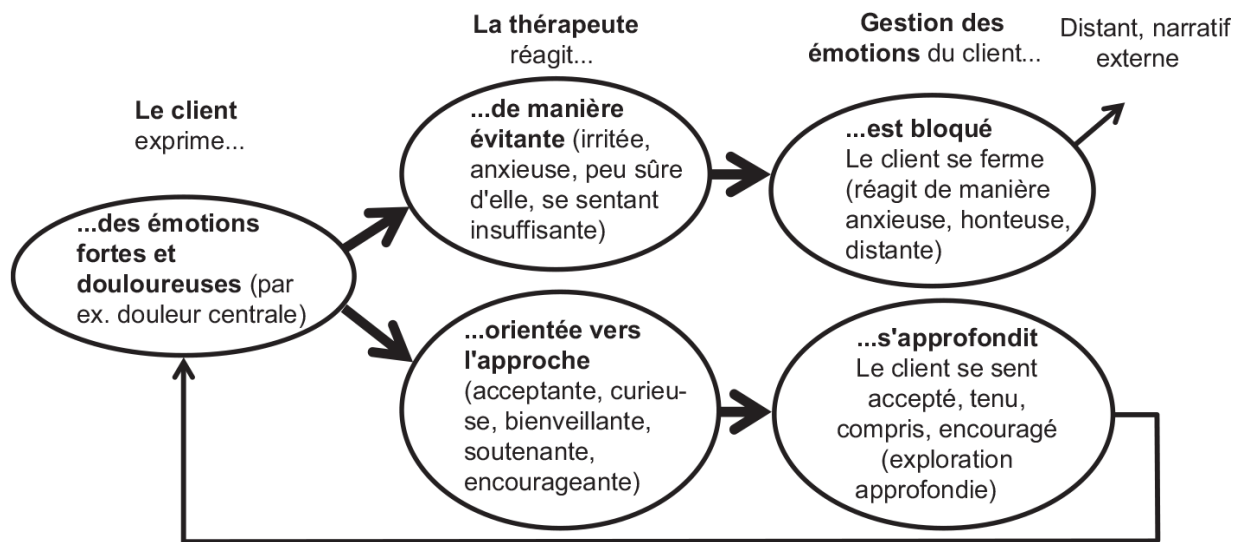 Le client
exprime...
...des émotions
fortes et
douloureuses (par
ex. douleur centrale)
La thérapeute
réagit...
...de manière
évitante (irritée,
anxieuse, peu sûre
d'elle, se sentant
insuffisante)
...orientée vers
l'approche
(acceptante, curieu-
se, bienveillante,
soutenante,
encourageante)
Gestion des
émotions du client...
...est bloqué
Le client se ferme
(réagit de manière
anxieuse, honteuse,
distante)
...s'approfondit
Le client se sent
accepté, tenu,
compris, encouragé
(exploration
approfondie)
Distant, narratif
externe